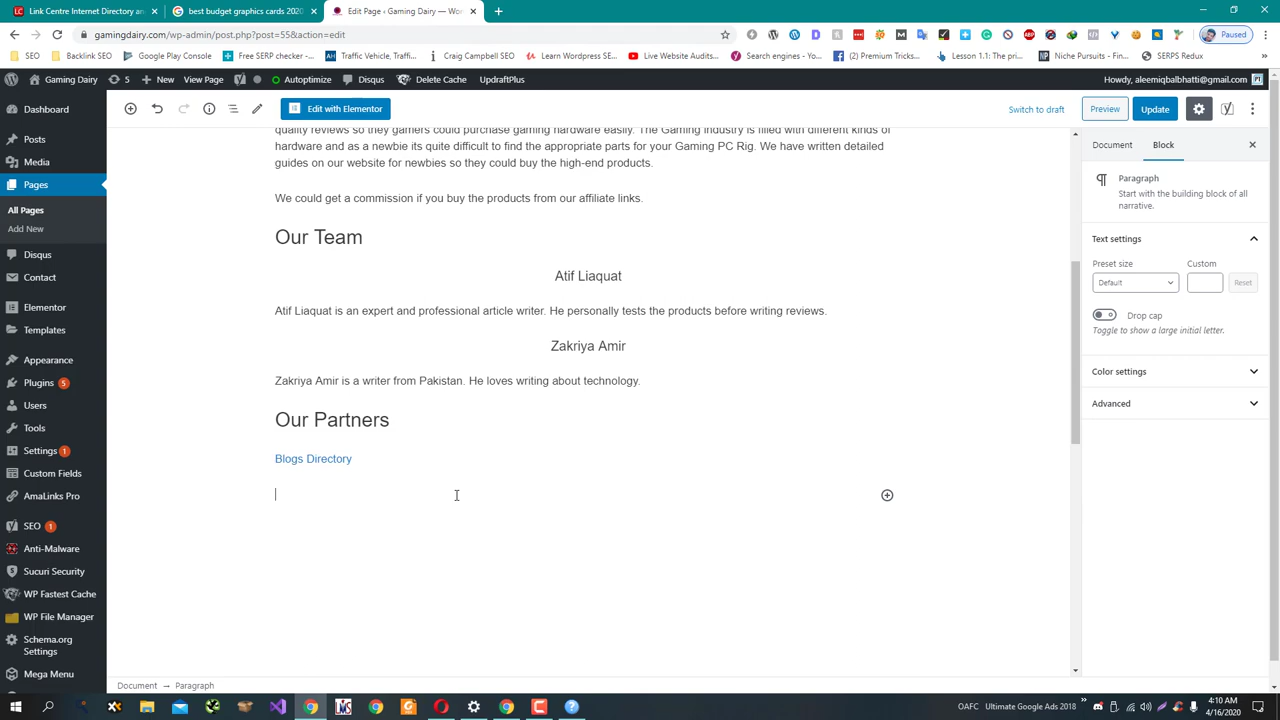 Link Centre Internet Directory an
best budget graphics cards 2020
Edit Page ‹ Gaming Dairy — Wor
gamingdairy.com/wp-admin/post.php?post=55&action=edit
Paused
SEO
Backlink SEO
Google Play Console
Free SERP checker -...
Traffic Vehicle, Traf...
Craig Campbell SEO
Learn Wordpress SE...
Live Website Audits...
Search engines - Yo...
(2) Premium Tricks...
Lesson 1.1: The pri...
Niche Pursuits - Fin...
SERPS Redux
Gaming Dairy
5
New
View Page
Autoptimize
Disqus
Delete Cache
UpdraftPlus
Howdy, aleemiqbalbhatti@gmail.com
Edit with Elementor
Switch to draft
Preview
Update
Dashboard
Posts
Media
Pages
All Pages
Add New
Disqus
Contact
Elementor
Templates
Appearance
Plugins 5
Users
Tools
Settings 1
Custom Fields
AmaLinks Pro
SEO 1
Anti-Malware
Sucuri Security
WP Fastest Cache
WP File Manager
Schema.org
Settings
Mega Menu
quality reviews so they gamers could purchase gaming hardware easily. The Gaming Industry is filled with different kinds of
hardware and as a newbie its quite difficult to find the appropriate parts for your Gaming PC Rig. We have written detailed
guides on our website for newbies so they could buy the high-end products.
We could get a commission if you buy the products from our affiliate links.
Our Team
Atif Liaquat
Atif Liaquat is an expert and professional article writer. He personally tests the products before writing reviews.
Zakriya Amir
Zakriya Amir is a writer from Pakistan. He loves writing about technology.
Our Partners
Blogs Directory
Document
Block
Paragraph
Start with the building block of all
narrative.
Text settings
Preset size
Custom
Default
Reset
Drop cap
Toggle to show a large initial letter.
Color settings
Advanced
Document → Paragraph
OAFC
Ultimate Google Ads 2018
4:10 AM
4/16/2020